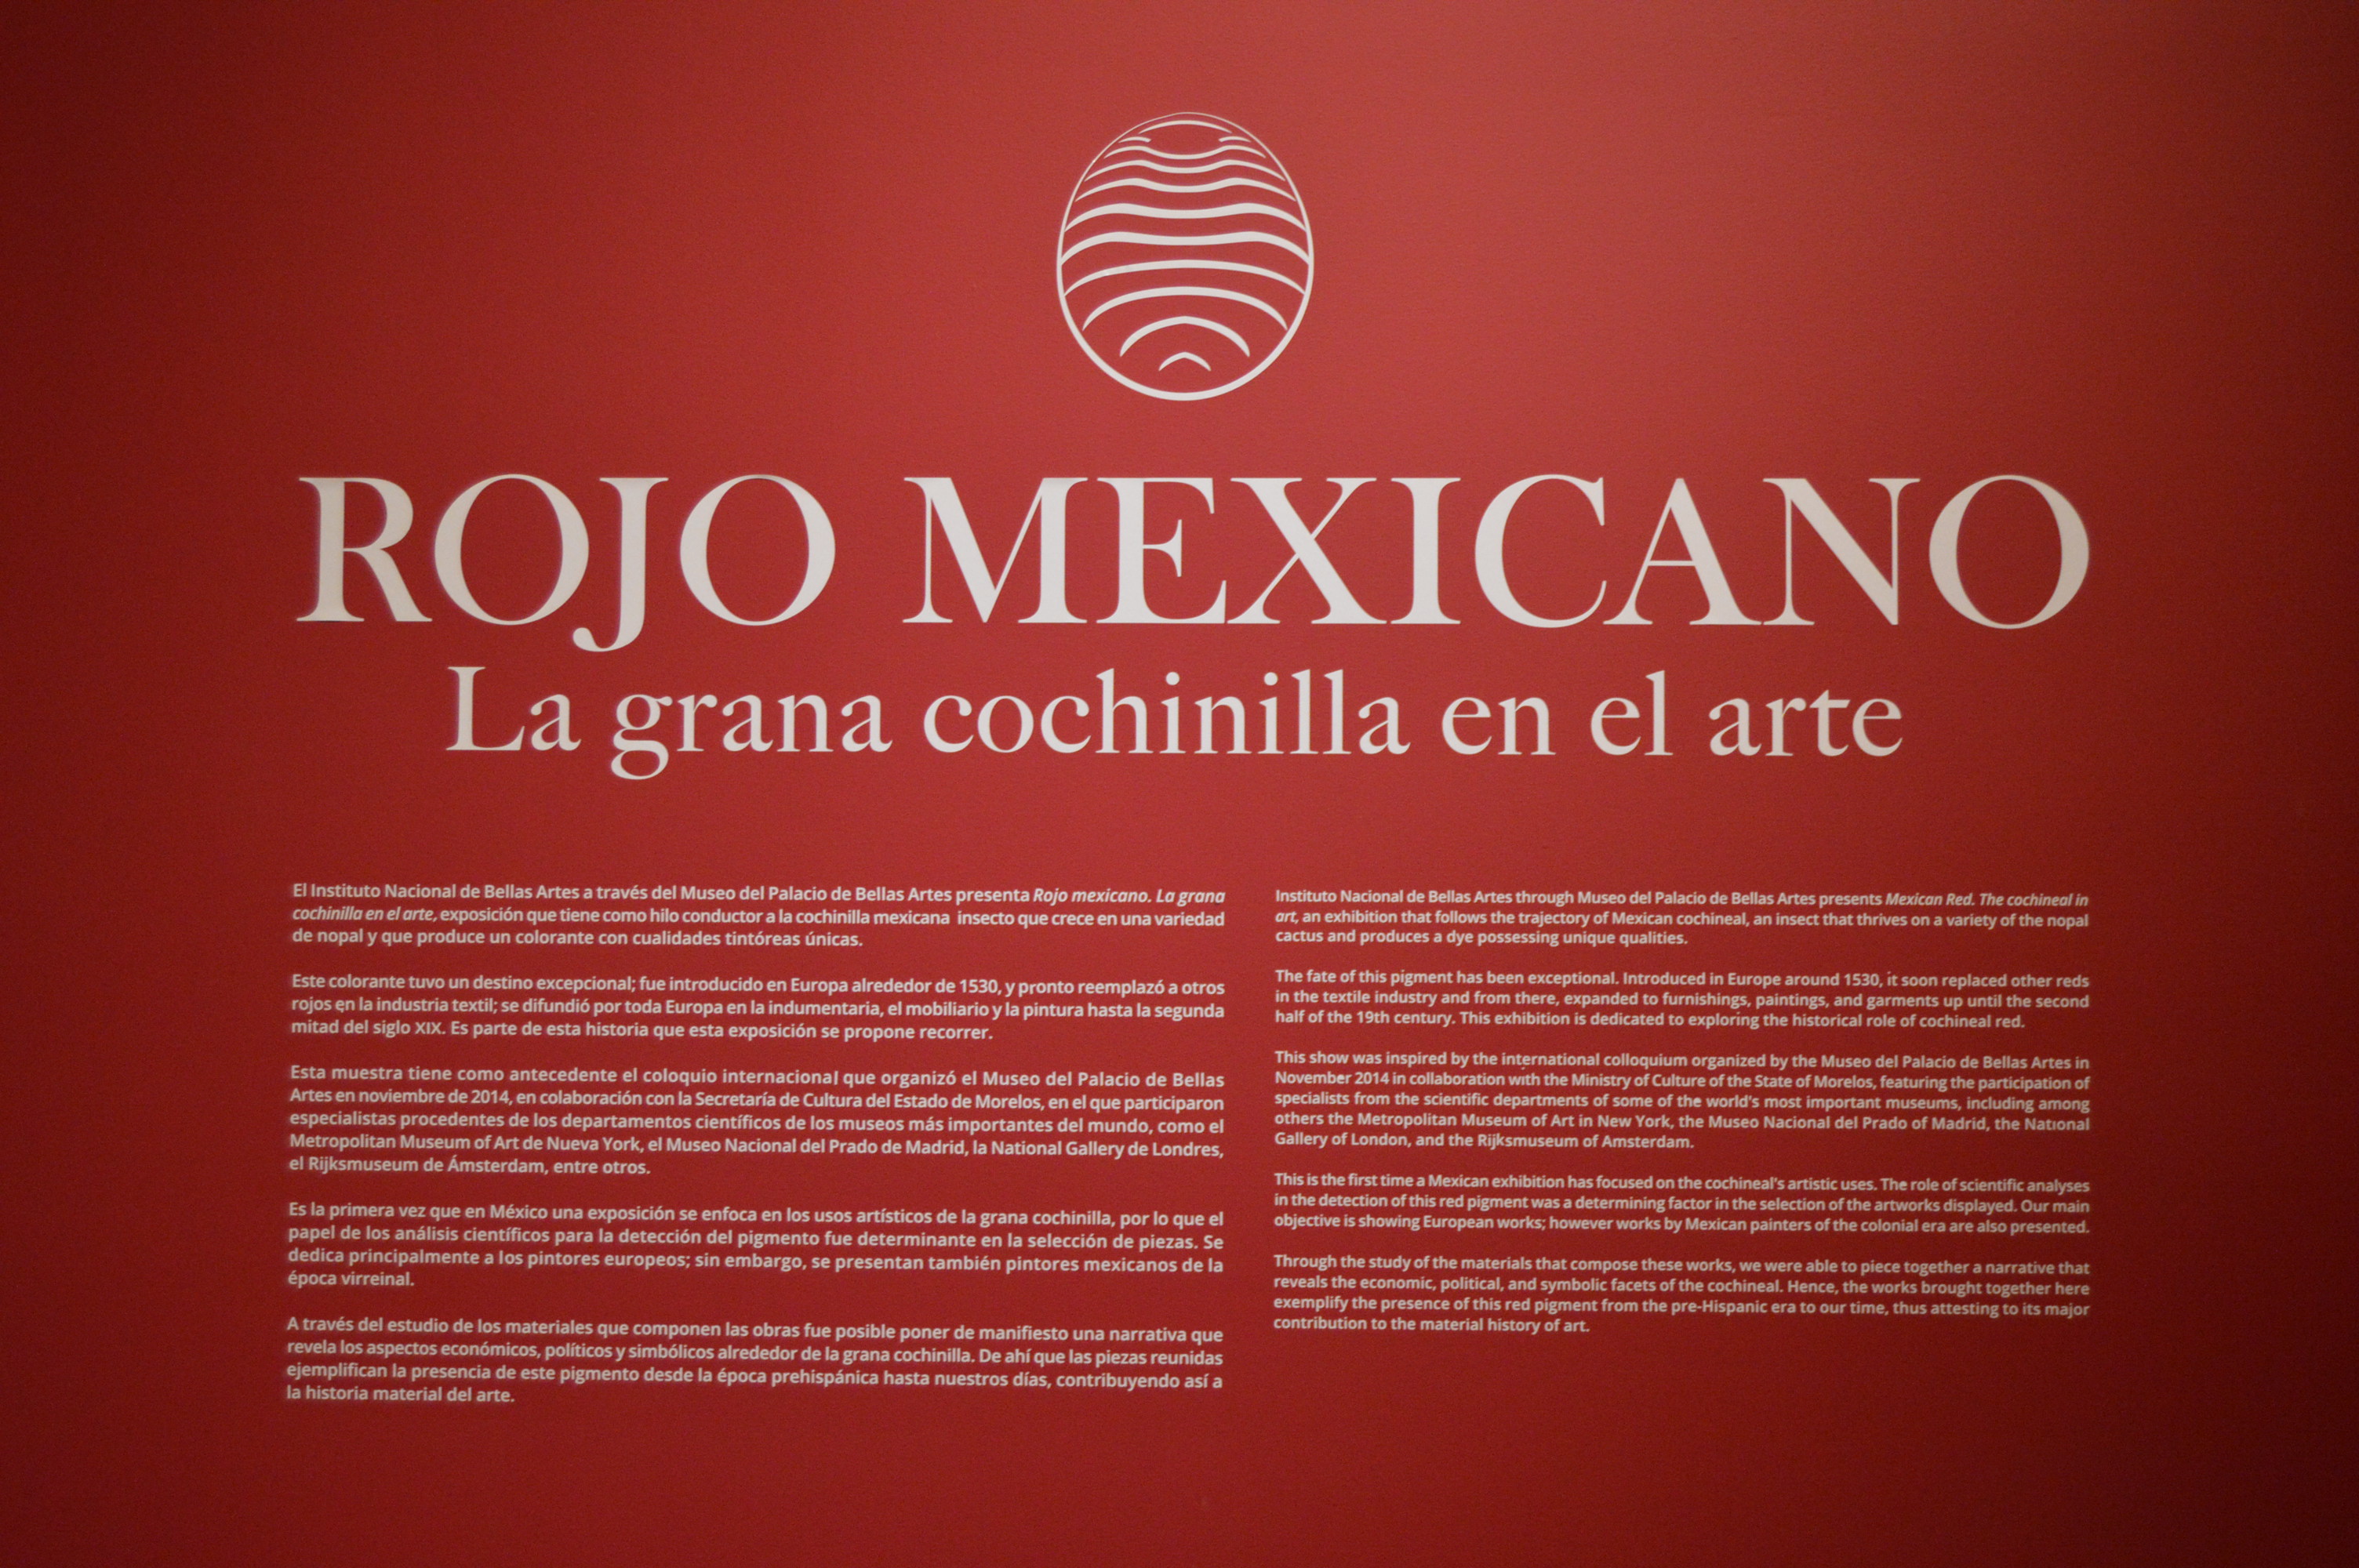 ROJO MEXICANO
La grana cochinilla en el arte
El Instituto Nacional de Bellas Artes a través del Museo del Palacio de Bellas Artes presenta Rojo mexicano. La grana
cochinilla en el arte, exposición que tiene como hilo conductor a la cochinilla mexicana insecto que crece en una variedad
de nopal y que produce un colorante con cualidades tintóreas únicas.
Este colorante tuvo un destino excepcional; fue introducido en Europa alrededor de 1530, y pronto reemplazó a otros
rojos en la industria textil; se difundió por toda Europa en la indumentaria, el mobiliario y la pintura hasta la segunda
mitad del siglo XIX. Es parte de esta historia que esta exposición se propone recorrer.
Esta muestra tiene como antecedente el coloquio internacional que organizó el Museo del Palacio de Bellas
Artes en noviembre de 2014, en colaboración con la Secretaría de Cultura del Estado de Morelos, en el que participaron
especialistas procedentes de los departamentos científicos de los museos más importantes del mundo, como el
Metropolitan Museum of Art de Nueva York, el Museo Nacional del Prado de Madrid, la National Gallery de Londres,
el Rijksmuseum de Ámsterdam, entre otros.
Es la primera vez que en México una exposición se enfoca en los usos artísticos de la grana cochinilla, por lo que el
papel de los análisis científicos para la detección del pigmento fue determinante en la selección de piezas. Se
dedica principalmente a los pintores europeos; sin embargo, se presentan también pintores mexicanos de la
época virreinal.
A través del estudio de los materiales que componen las obras fue posible poner de manifiesto una narrativa que
revela los aspectos económicos, políticos y simbólicos alrededor de la grana cochinilla. De ahí que las piezas reunidas
ejemplifican la presencia de este pigmento desde la época prehispánica hasta nuestros días, contribuyendo así a
la historia material del arte.
Instituto Nacional de Bellas Artes through Museo del Palacio de Bellas Artes presents Mexican Red. The cochineal in
art, an exhibition that follows the trajectory of Mexican cochineal, an insect that thrives on a variety of the nopal
cactus and produces a dye possessing unique qualities.
The fate of this pigment has been exceptional. Introduced in Europe around 1530, it soon replaced other reds
in the textile industry and from there, expanded to furnishings, paintings, and garments up until the second
half of the 19th century. This exhibition is dedicated to exploring the historical role of cochineal red.
This show was inspired by the international colloquium organized by the Museo del Palacio de Bellas Artes in
November 2014 in collaboration with the Ministry of Culture of the State of Morelos, featuring the participation of
specialists from the scientific departments of some of the world's most important museums, including among
others the Metropolitan Museum of Art in New York, the Museo Nacional del Prado of Madrid, the National
Gallery of London, and the Rijksmuseum of Amsterdam.
This is the first time a Mexican exhibition has focused on the cochineal's artistic uses. The role of scientific analyses
in the detection of this red pigment was a determining factor in the selection of the artworks displayed. Our main
objective is showing European works; however works by Mexican painters of the colonial era are also presented.
Through the study of the materials that compose these works, we were able to piece together a narrative that
reveals the economic, political, and symbolic facets of the cochineal. Hence, the works brought together here
exemplify the presence of this red pigment from the pre-Hispanic era to our time, thus attesting to its major
contribution to the material history of art.